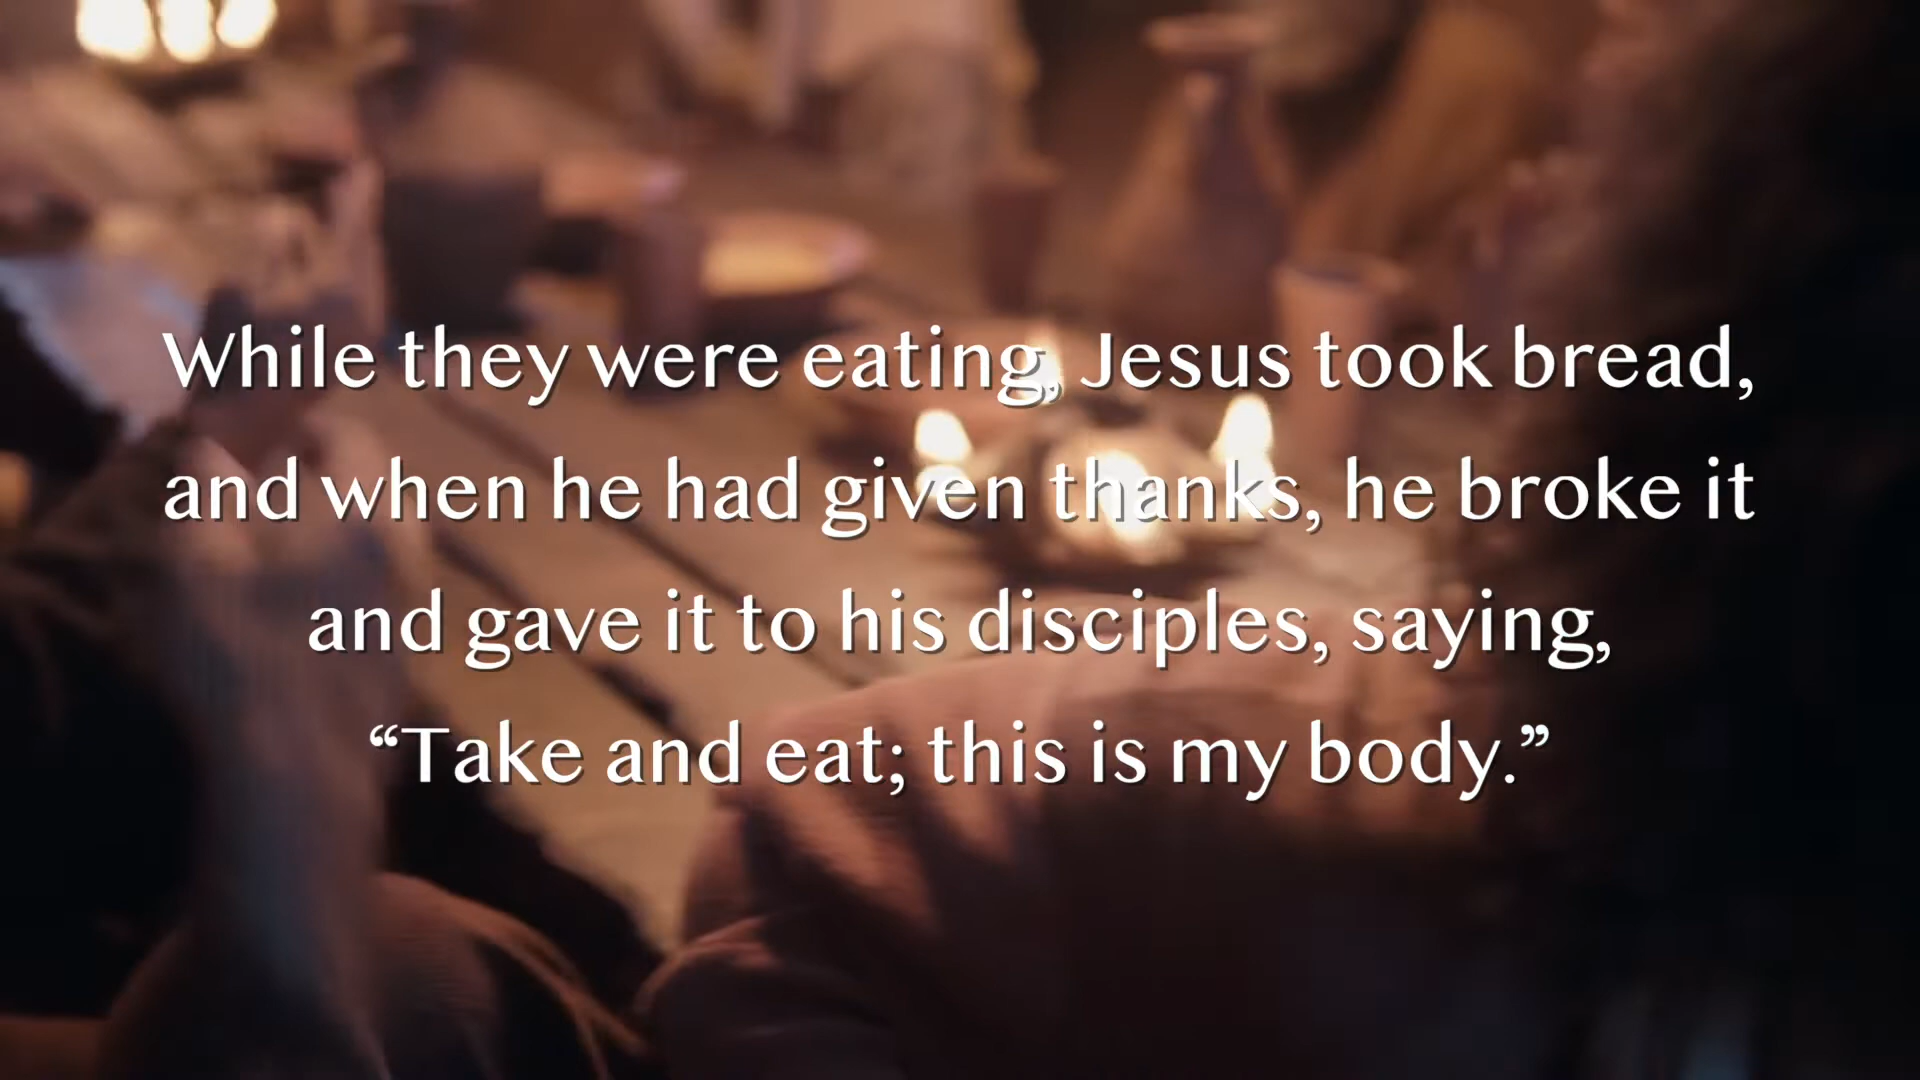 While they were eating, Jesus took bread,
and when he had given thanks, he broke it
and gave it to his disciples, saying,
“Take and eat; this is my body.”